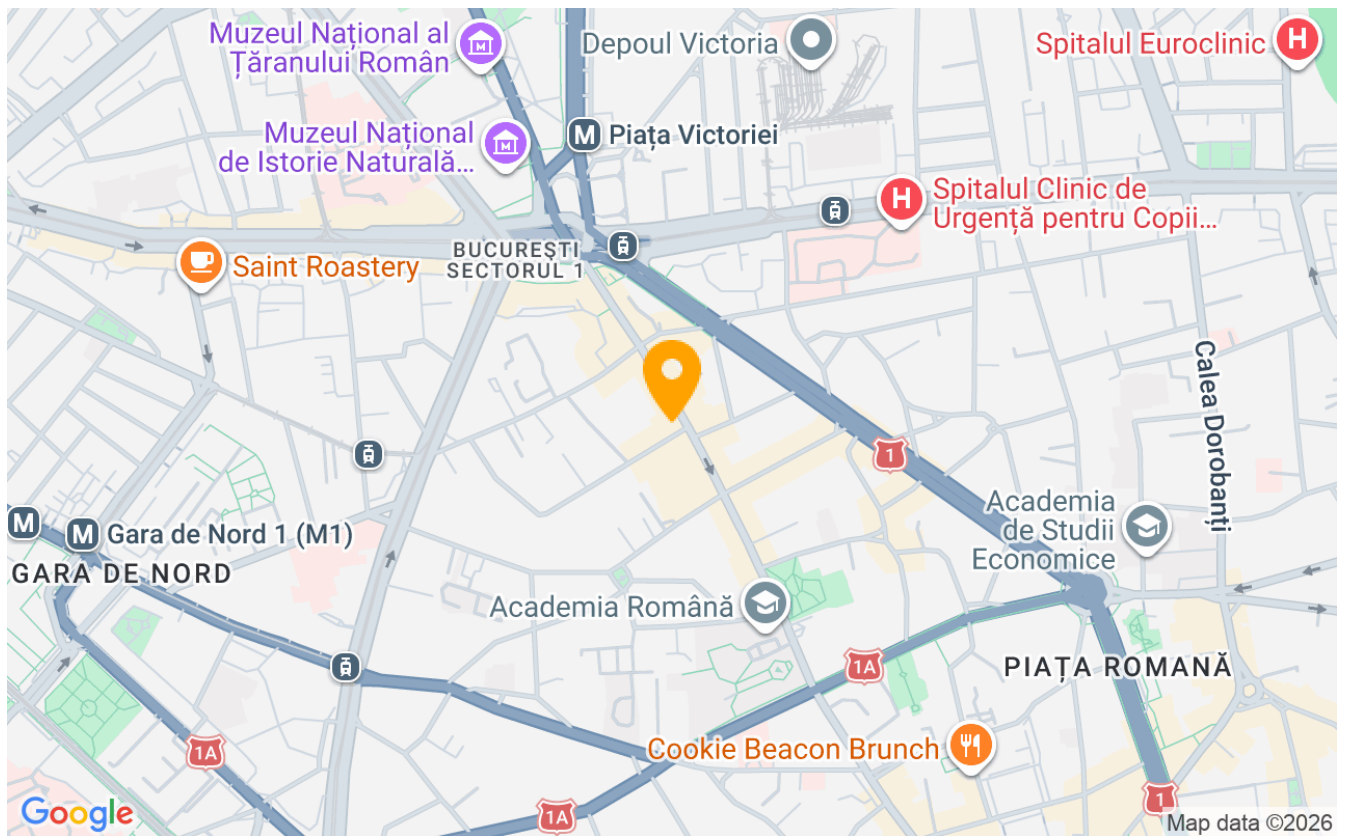 Muzeul Național al
Țăranului Român
Depoul Victoria
Spitalul Euroclinic
H
Muzeul Național
de Istorie Naturală...
M
Piața Victoriei
H
Spitalul Clinic de
Urgență pentru Copii...
BUCUREȘTI
SECTORUL 1
Saint Roastery
Calea Dorobanți
1
Academia
de Studii
Economice
M
M
Gara de Nord 1 (M1)
GARA DE NORD
Academia Română
1A
PIAȚA ROMANĂ
1A
Cookie Beacon Brunch
1
Google
1A
Map data ©2026